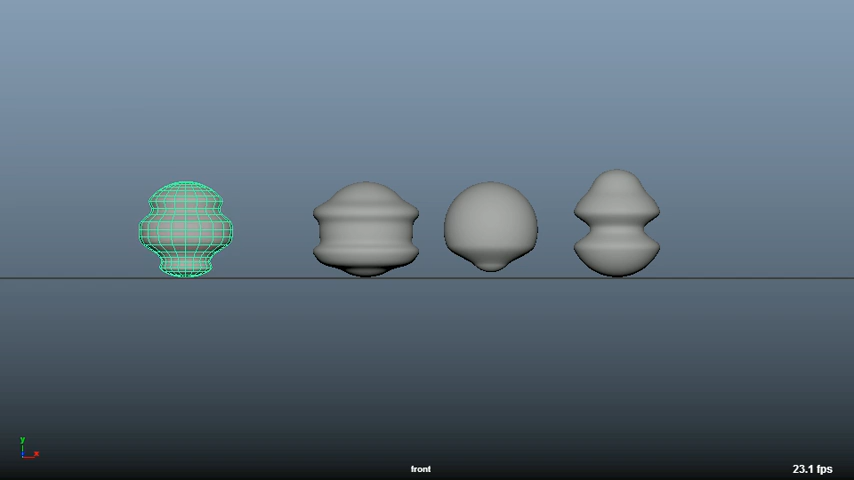 y
x
front
23.1 fps